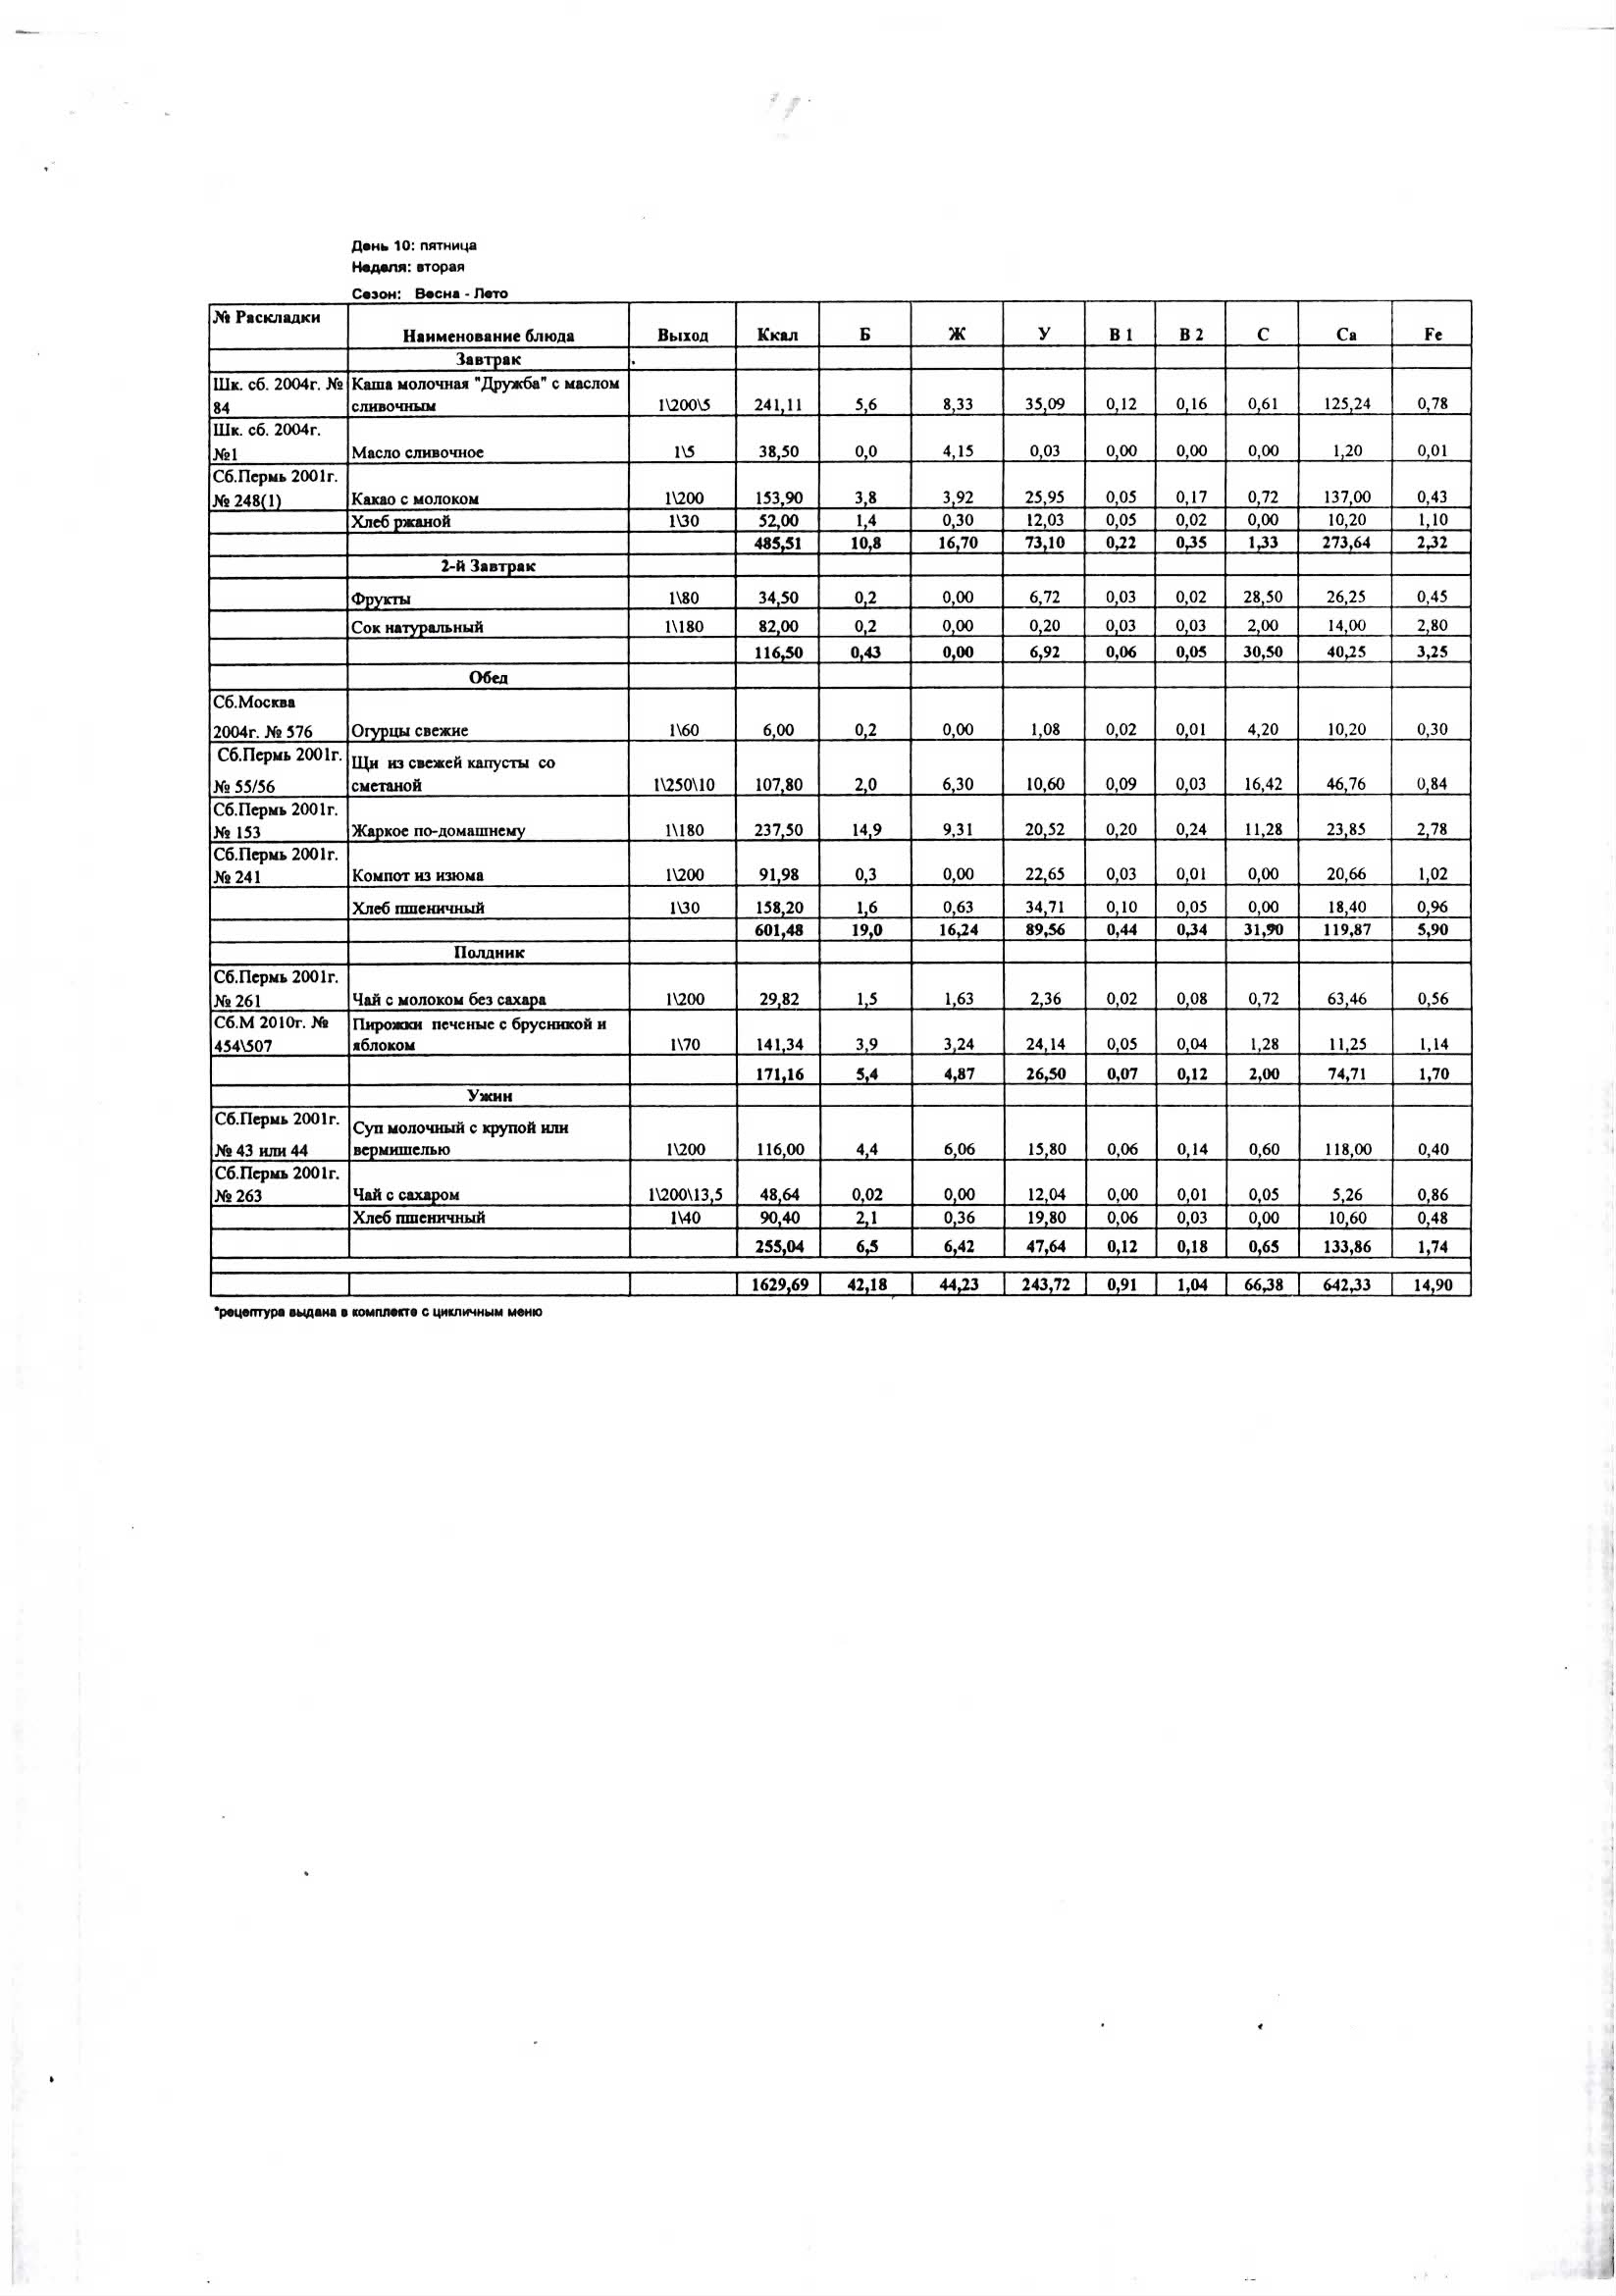 День 10: пятница
Неделя: вторая
Сезон: Весна - Лето
№ Раскладки Наименование блюда Выход Ккал Б Ж У В 1 В 2 С Са Fe
Завтрак
Шк. сб. 2004г. № Каша молочная "Дружба" с маслом
84 сливочным 1\200\5 241,11 5,6 8,33 35,09 0,12 0,16 0,61 125,24 0,78
Шк. сб. 2004г.
№1 Масло сливочное 1\5 38,50 0,0 4,15 0,03 0,00 0,00 0,00 1,20 0,01
Сб.Пермь 2001г.
№ 248(1) Какао с молоком 1\200 153,90 3,8 3,92 25,95 0,05 0,17 0,72 137,00 0,43
Хлеб ржаной 1\30 52,00 1,4 0,30 12,03 0,05 0,02 0,00 10,20 1,10
485,51 10,8 16,70 73,10 0,22 0,35 1,33 273,64 2,32
2-й Завтрак
Фрукты 1\80 34,50 0,2 0,00 6,72 0,03 0,02 28,50 26,25 0,45
Сок натуральный 1\180 82,00 0,2 0,00 0,20 0,03 0,03 2,00 14,00 2,80
116,50 0,43 0,00 6,92 0,06 0,05 30,50 40,25 3,25
Обед
Сб.Москва
2004г. № 576 Огурцы свежие 1\60 6,00 0,2 0,00 1,08 0,02 0,01 4,20 10,20 0,30
Сб.Пермь 2001г. Щи из свежей капусты со
№ 55/56 сметаной 1\250\10 107,80 2,0 6,30 10,60 0,09 0,03 16,42 46,76 0,84
Сб.Пермь 2001г.
№ 153 Жаркое по-домашнему 1\180 237,50 14,9 9,31 20,52 0,20 0,24 11,28 23,85 2,78
Сб.Пермь 2001г.
№ 241 Компот из изюма 1\200 91,98 0,3 0,00 22,65 0,03 0,01 0,00 20,66 1,02
Хлеб пшеничный 1\30 158,20 1,6 0,63 34,71 0,10 0,05 0,00 18,40 0,96
601,48 19,0 16,24 89,56 0,44 0,34 31,90 119,87 5,90
Полдник
Сб.Пермь 2001г.
№ 261 Чай с молоком без сахара 1\200 29,82 1,5 1,63 2,36 0,02 0,08 0,72 63,46 0,56
Сб.М 2010г. № Пирожки печеные с брусникой и
454\507 яблоком 1\70 141,34 3,9 3,24 24,14 0,05 0,04 1,28 11,25 1,14
171,16 5,4 4,87 26,50 0,07 0,12 2,00 74,71 1,70
Ужин
Сб.Пермь 2001г. Суп молочный с крупой или
№ 43 или 44 вермишелью 1\200 116,00 4,4 6,06 15,80 0,06 0,14 0,60 118,00 0,40
Сб.Пермь 2001г.
№ 263 Чай с сахаром 1\200\13,5 48,64 0,02 0,00 12,04 0,00 0,01 0,05 5,26 0,86
Хлеб пшеничный 1\40 90,40 2,1 0,36 19,80 0,06 0,03 0,00 10,60 0,48
255,04 6,5 6,42 47,64 0,12 0,18 0,65 133,86 1,74
1629,69 42,18 44,23 243,72 0,91 1,04 66,38 642,33 14,90
*рецептура выдана в комплекте с цикличным меню